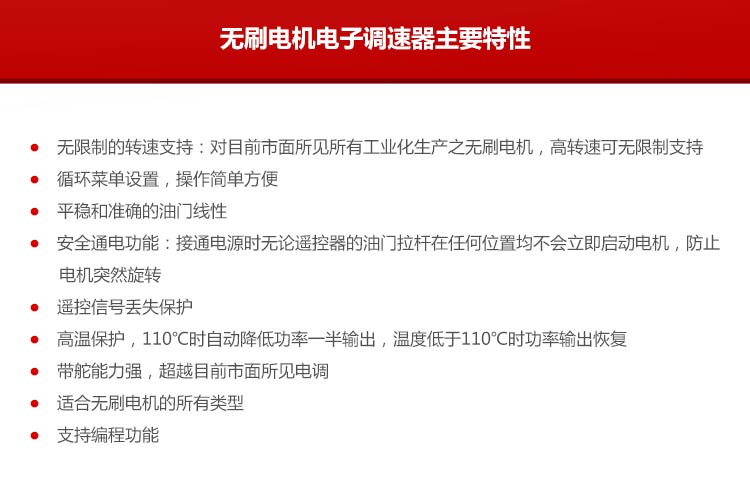 无刷电机电子调速器主要特性
无限制的转速支持：对目前市面所见所有工业化生产之无刷电机，高转速可无限制支持
循环菜单设置，操作简单方便
平稳和准确的油门线性
安全通电功能：接通电源时无论遥控器的油门拉杆在任何位置均不会立即启动电机，防止
电机突然旋转
遥控信号丢失保护
高温保护，110℃时自动降低功率一半输出，温度低于110℃时功率输出恢复
带舵能力强，超越目前市面所见电调
适合无刷电机的所有类型
支持编程功能